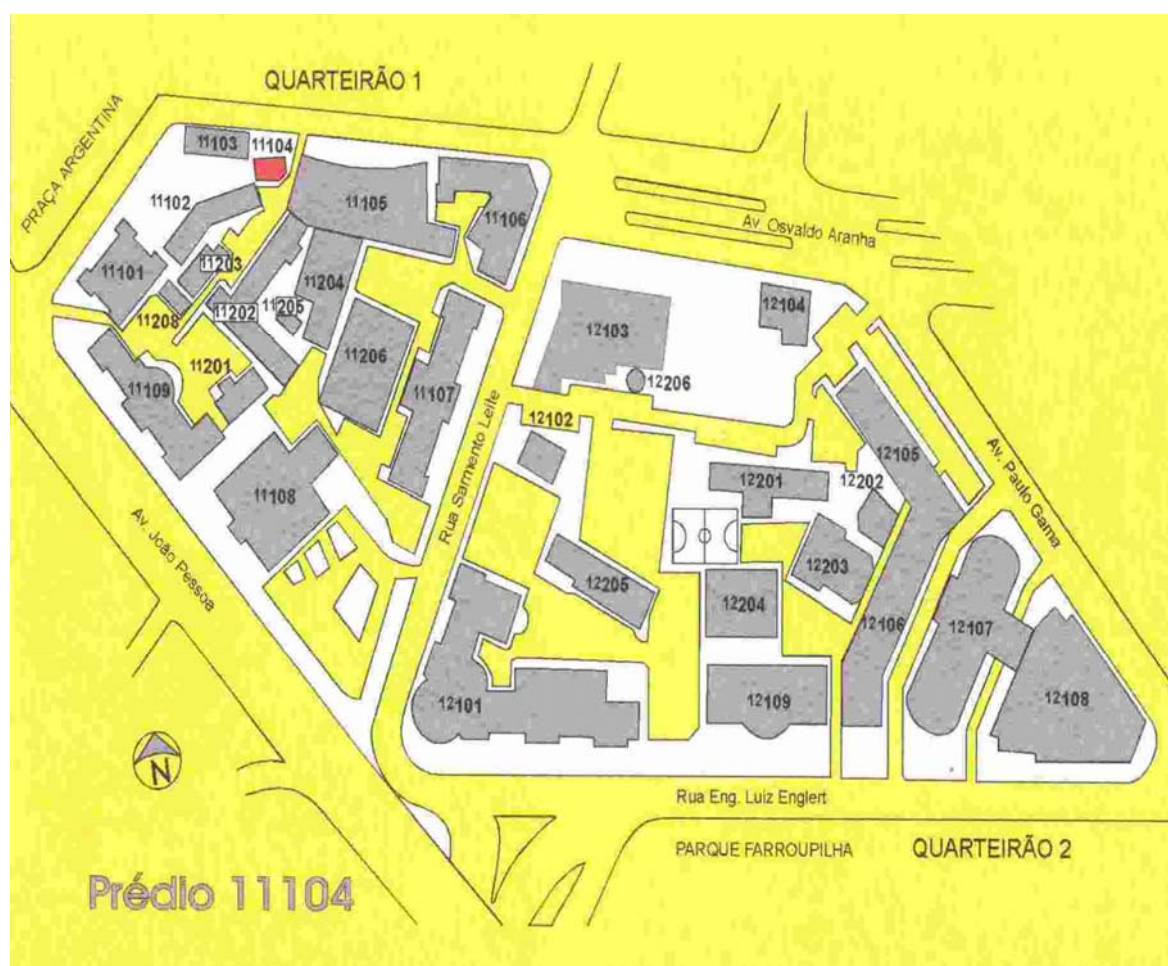 QUARTEIRÃO 1
PRAÇA ARGENTINA
11103
11104
11102
11105
11106
11101
11203
11204
11208
11202
11205
11201
11206
11109
11107
11108
Av. Osvaldo Aranha
12104
12103
12206
12102
Rua Sarmento Leite
12105
Av. Paulo Gama
12201
12202
12203
12205
12204
12106
12107
12101
12109
12108
Av. João Pessoa
N
Rua Eng. Luiz Englert
PARQUE FARROUPILHA
QUARTEIRÃO 2
Prédio 11104